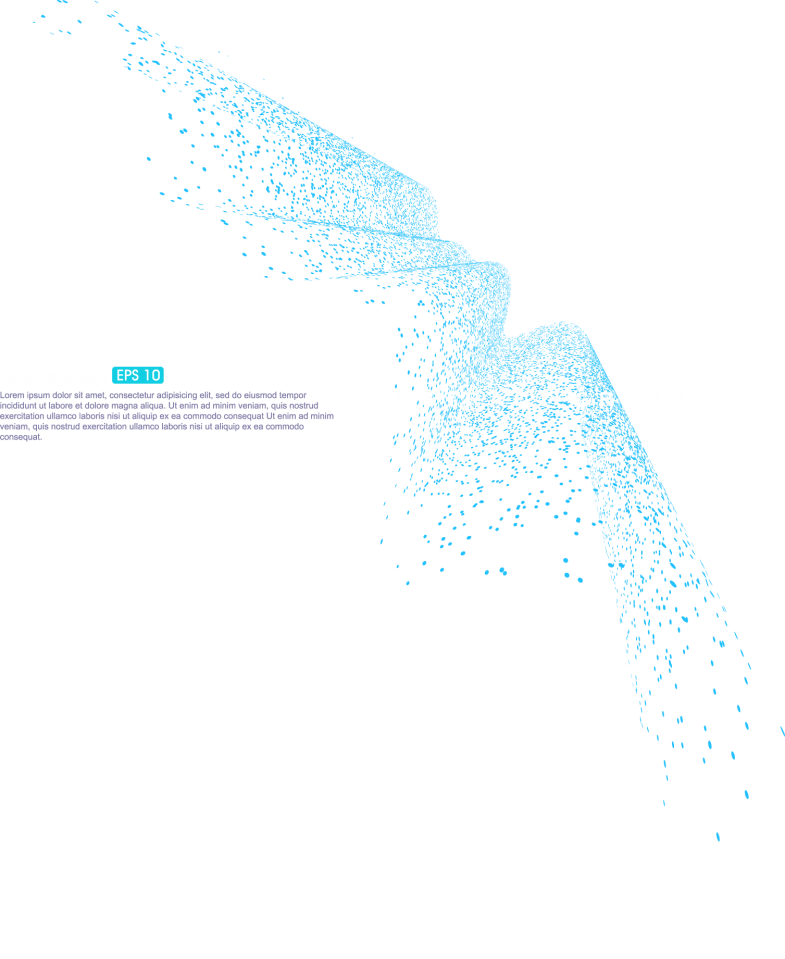 EPS 10
Lorem ipsum dolor sit amet, consectetur adipisicing elit, sed do eiusmod tempor
incididunt ut labore et dolore magna aliqua. Ut enim ad minim veniam, quis nostrud
exercitation ullamco laboris nisi ut aliquip ex ea commodo consequat Ut enim ad minim
veniam, quis nostrud exercitation ullamco laboris nisi ut aliquip ex ea commodo
consequat.